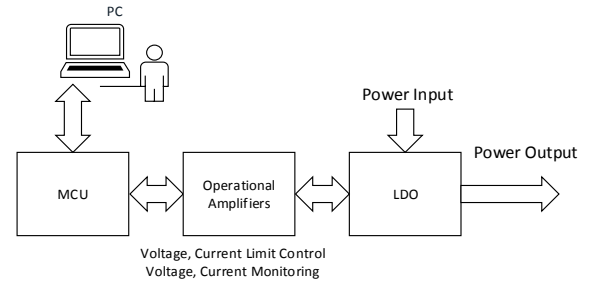 PC
Power Input
Power Output
MCU
Operational
Amplifiers
LDO
Voltage, Current Limit Control
Voltage, Current Monitoring